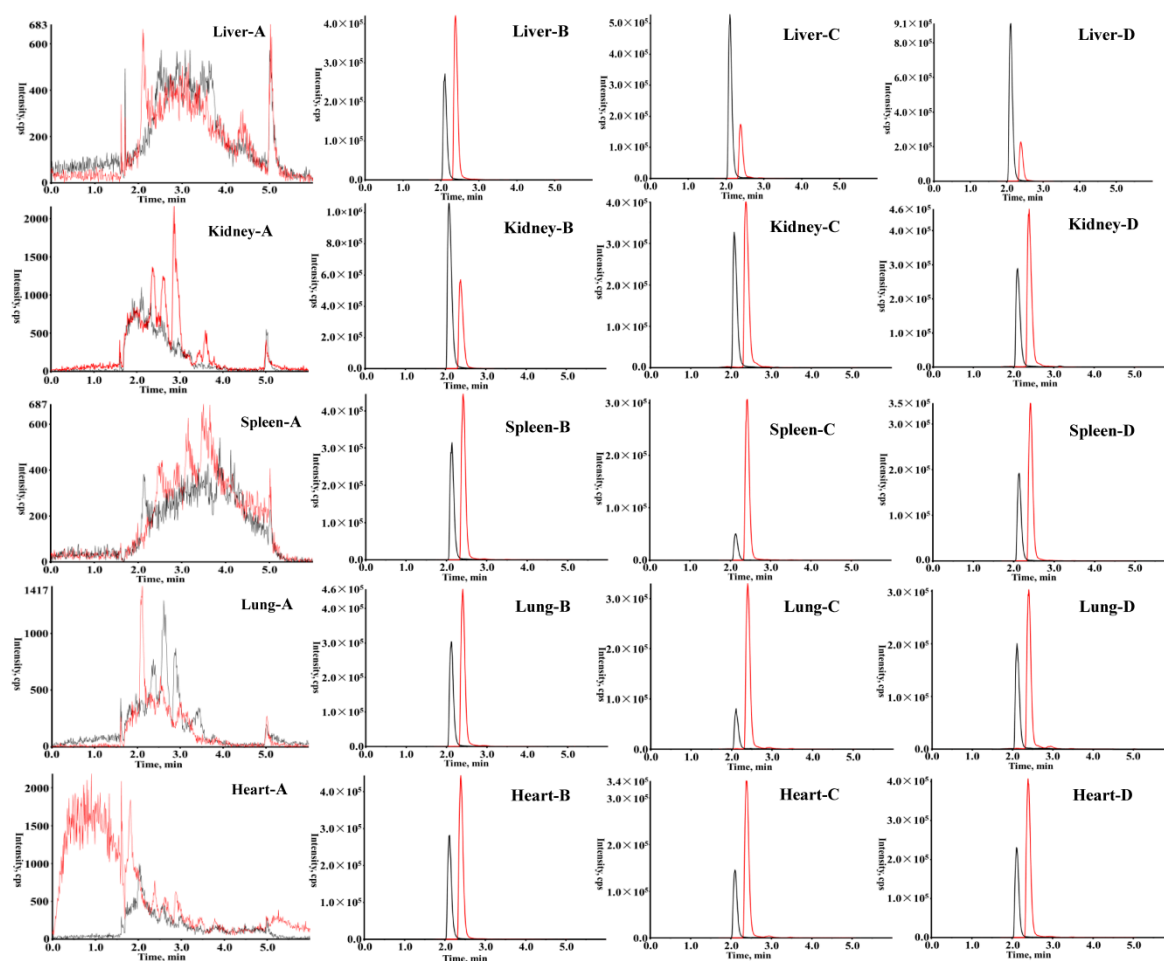 Liver-A
683
600
400
200
0
Intensity, cps
0.0 1.0 2.0 3.0 4.0 5.0
Time, min
Liver-B
4.0×10⁵
3.0×10⁵
2.0×10⁵
1.0×10⁵
0.0
Intensity, cps
0.0 1.0 2.0 3.0 4.0 5.0
Time, min
Liver-C
5.0×10⁵
4.0×10⁵
3.0×10⁵
2.0×10⁵
1.0×10⁵
0.0
Intensity, cps
0.0 1.0 2.0 3.0 4.0 5.0
Time, min
Liver-D
9.1×10⁵
8.0×10⁵
6.0×10⁵
4.0×10⁵
2.0×10⁵
0.0
Intensity, cps
0.0 1.0 2.0 3.0 4.0 5.0
Time, min
Kidney-A
2000
1500
1000
500
0
Intensity, cps
0.0 1.0 2.0 3.0 4.0 5.0
Time, min
Kidney-B
1.0×10⁶
8.0×10⁵
6.0×10⁵
4.0×10⁵
2.0×10⁵
0.0
Intensity, cps
0.0 1.0 2.0 3.0 4.0 5.0
Time, min
Kidney-C
4.0×10⁵
3.0×10⁵
2.0×10⁵
1.0×10⁵
0.0
Intensity, cps
0.0 1.0 2.0 3.0 4.0 5.0
Time, min
Kidney-D
4.6×10⁵
4.0×10⁵
3.0×10⁵
2.0×10⁵
1.0×10⁵
0.0
Intensity, cps
0.0 1.0 2.0 3.0 4.0 5.0
Time, min
Spleen-A
687
600
400
200
0
Intensity, cps
0.0 1.0 2.0 3.0 4.0 5.0
Time, min
Spleen-B
4.0×10⁵
3.0×10⁵
2.0×10⁵
1.0×10⁵
0.0
Intensity, cps
0.0 1.0 2.0 3.0 4.0 5.0
Time, min
Spleen-C
3.0×10⁵
2.0×10⁵
1.0×10⁵
0.0
Intensity, cps
0.0 1.0 2.0 3.0 4.0 5.0
Time, min
Spleen-D
3.5×10⁵
3.0×10⁵
2.0×10⁵
1.0×10⁵
0.0
Intensity, cps
0.0 1.0 2.0 3.0 4.0 5.0
Time, min
Lung-A
1417
1000
500
0
Intensity, cps
0.0 1.0 2.0 3.0 4.0 5.0
Time, min
Lung-B
4.6×10⁵
4.0×10⁵
3.0×10⁵
2.0×10⁵
1.0×10⁵
0.0
Intensity, cps
0.0 1.0 2.0 3.0 4.0 5.0
Time, min
Lung-C
3.0×10⁵
2.0×10⁵
1.0×10⁵
0.0
Intensity, cps
0.0 1.0 2.0 3.0 4.0 5.0
Time, min
Lung-D
3.0×10⁵
2.0×10⁵
1.0×10⁵
0.0
Intensity, cps
0.0 1.0 2.0 3.0 4.0 5.0
Time, min
Heart-A
2000
1500
1000
500
0
Intensity, cps
0.0 1.0 2.0 3.0 4.0 5.0
Time, min
Heart-B
4.0×10⁵
3.0×10⁵
2.0×10⁵
1.0×10⁵
0.0
Intensity, cps
0.0 1.0 2.0 3.0 4.0 5.0
Time, min
Heart-C
3.4×10⁵
3.0×10⁵
2.0×10⁵
1.0×10⁵
0.0
Intensity, cps
0.0 1.0 2.0 3.0 4.0 5.0
Time, min
Heart-D
4.0×10⁵
3.0×10⁵
2.0×10⁵
1.0×10⁵
0.0
Intensity, cps
0.0 1.0 2.0 3.0 4.0 5.0
Time, min